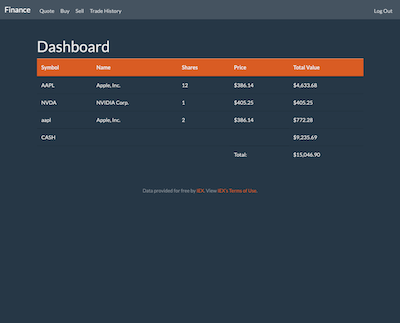 Finance Quote Buy Sell Trade History Log Out
Dashboard
Symbol Name Shares Price Total Value
AAPL Apple, Inc. 12 $386.14 $4,633.68
NVDA NVIDIA Corp. 1 $405.25 $405.25
aapl Apple, Inc. 2 $386.14 $772.28
CASH $9,235.69
Total: $15,046.90
Data provided for free by IEX. View IEX's Terms of Use.